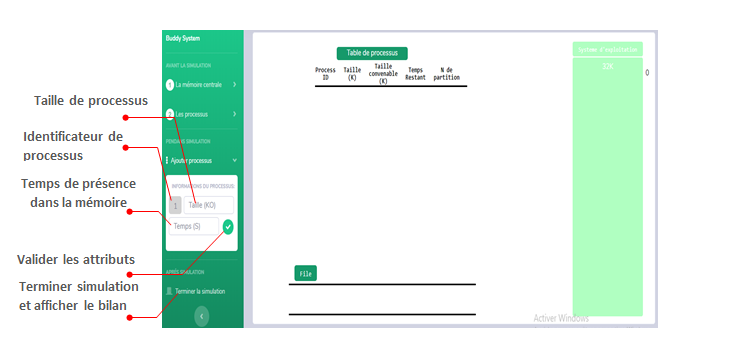 Taille de processus
Identificateur de
processus
Temps de présence
dans la mémoire
Valider les attributs
Terminer simulation
et afficher le bilan
Buddy System
AVANT LA SIMULATION
1 La mémoire centrale
2 Les processus
PENDANT SIMULATION
Ajouter processus
INFORMATIONS DU PROCESSUS:
1 Taille (KO)
Temps (S)
APRÈS SIMULATION
Terminer la simulation
Table de processus
Process ID
Taille (K)
Taille convenable (K)
Temps Restant
N de partition
File
Système d'exploitation
32K
0
Activer Windows